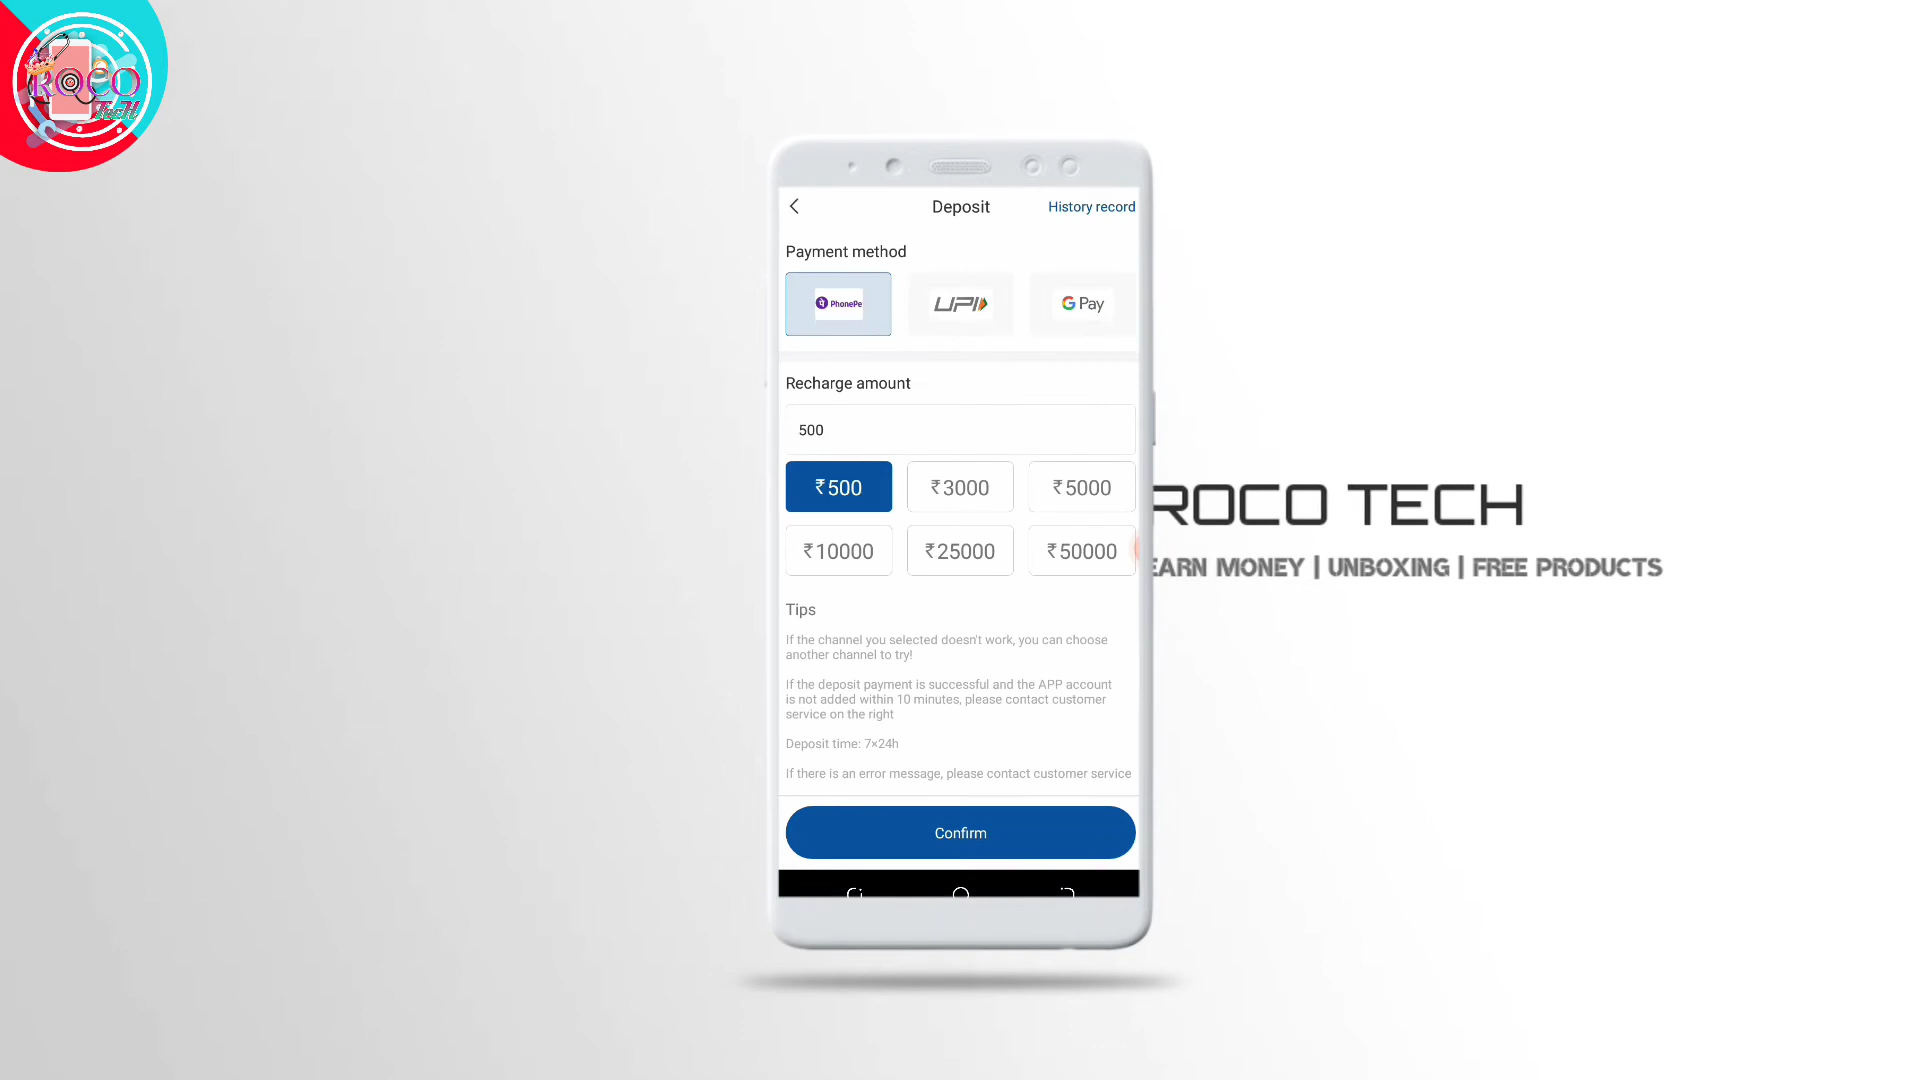 ROCO
TecH
Deposit
History record
Payment method
PhonePe
UPI
G Pay
Recharge amount
500
₹500
₹3000
₹5000
₹10000
₹25000
₹50000
Tips
If the channel you selected doesn't work, you can choose
another channel to try!
If the deposit payment is successful and the APP account
is not added within 10 minutes, please contact customer
service on the right
Deposit time: 7×24h
If there is an error message, please contact customer service
Confirm
ROCO TECH
EARN MONEY | UNBOXING | FREE PRODUCTS